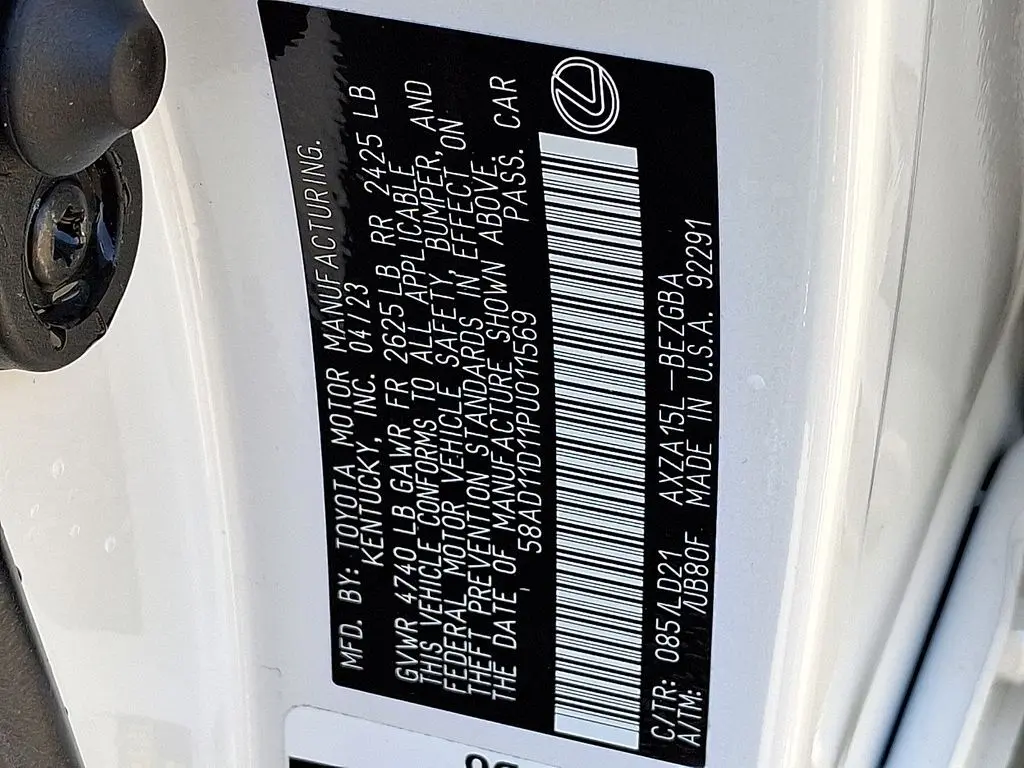 MFD. BY: TOYOTA MOTOR MANUFACTURING.
KENTUCKY, INC. 04/23
GVWR 4740 LB GAWR FR 2625 LB RR 2425 LB
THIS VEHICLE CONFORMS TO ALL APPLICABLE
FEDERAL MOTOR VEHICLE SAFETY, BUMPER, AND
THEFT PREVENTION STANDARDS IN EFFECT ON
THE DATE OF MANUFACTURE SHOWN ABOVE.
58AD1D11PU011569 PASS. CAR
C/TR: 085/LD21 AXZA15L-BEZGBA
A/TM: /UB80F MADE IN U.S.A. 92291